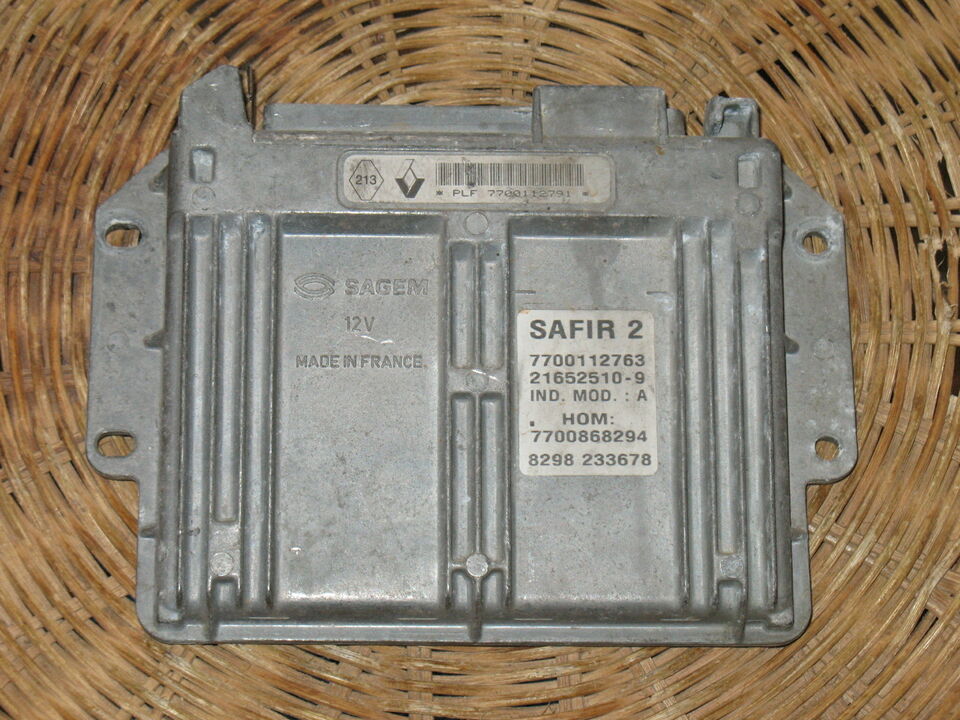 213
* PLF 7700112791 *
SAGEM
12V
MADE IN FRANCE.
SAFIR 2
7700112763
21652510-9
IND. MOD. : A
HOM:
7700868294
8298 233678